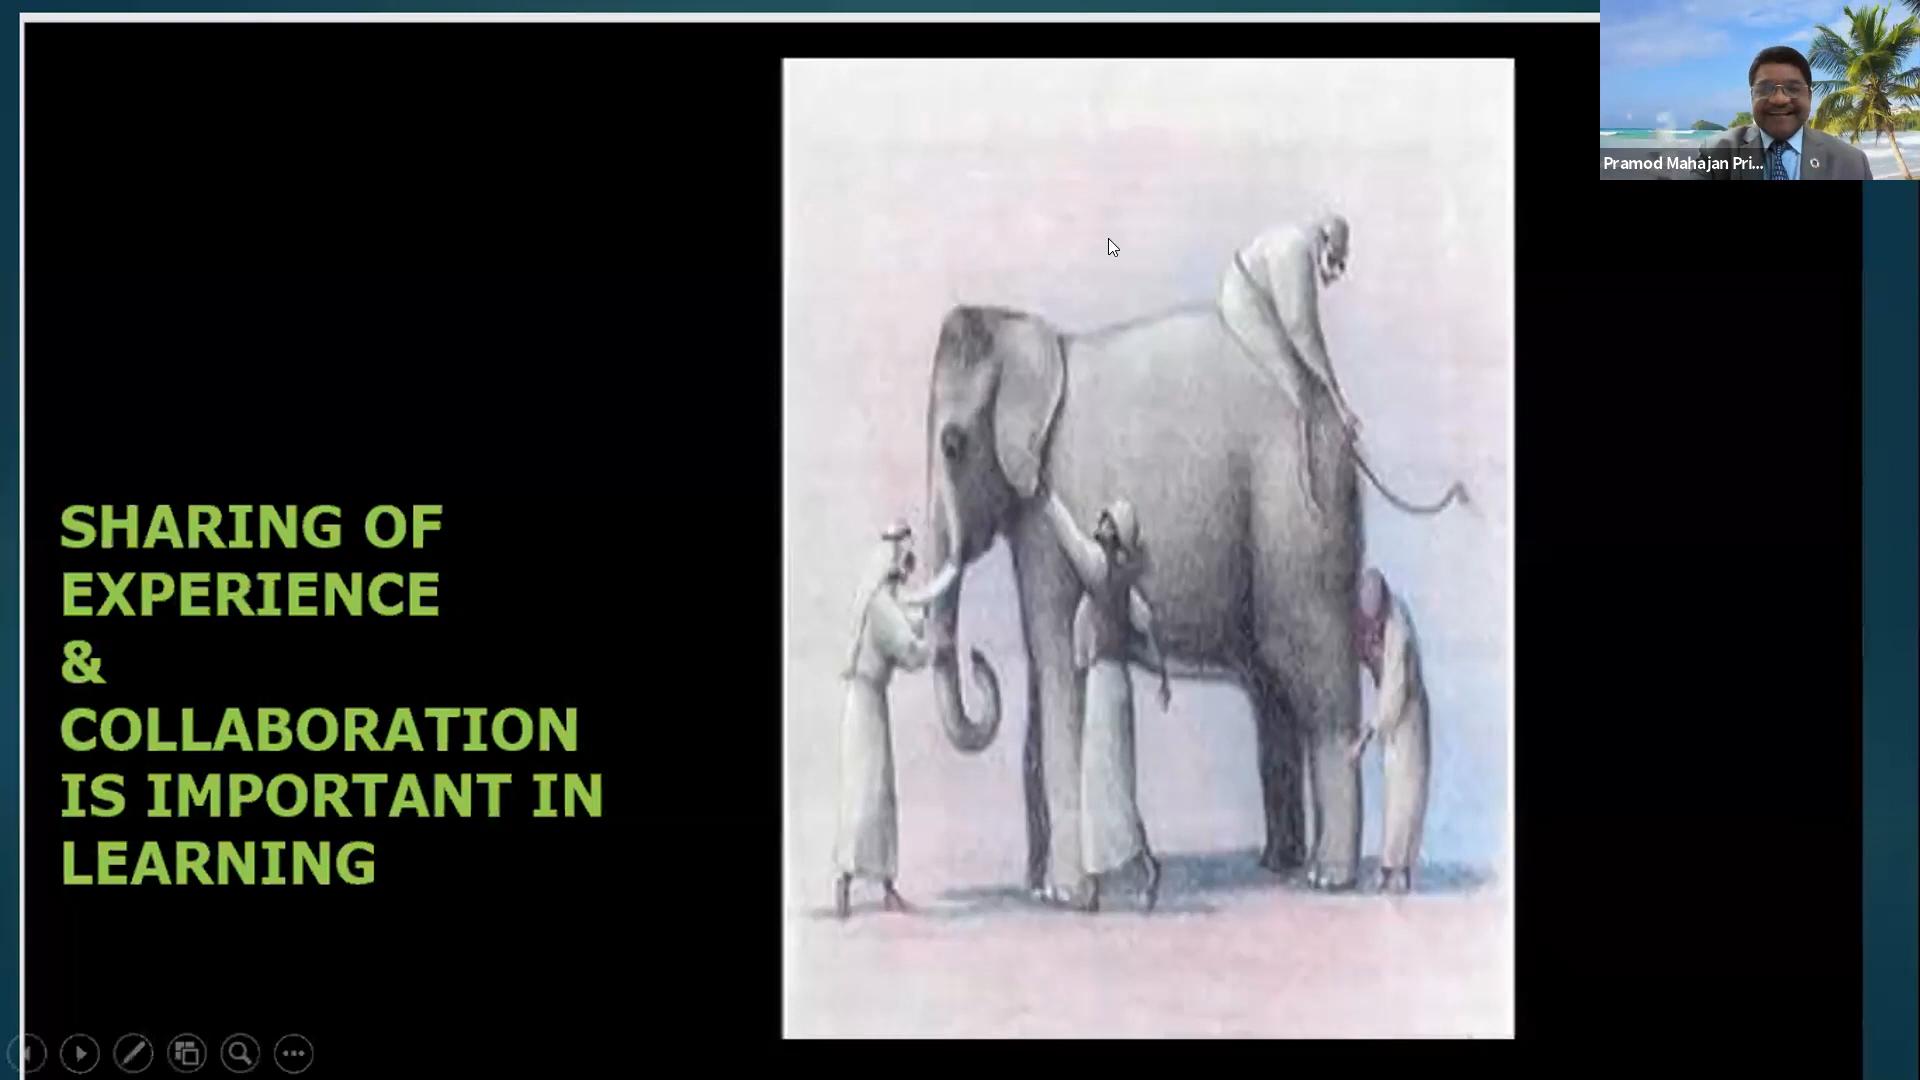 Pramod Mahajan Pri...
SHARING OF
EXPERIENCE
&
COLLABORATION
IS IMPORTANT IN
LEARNING